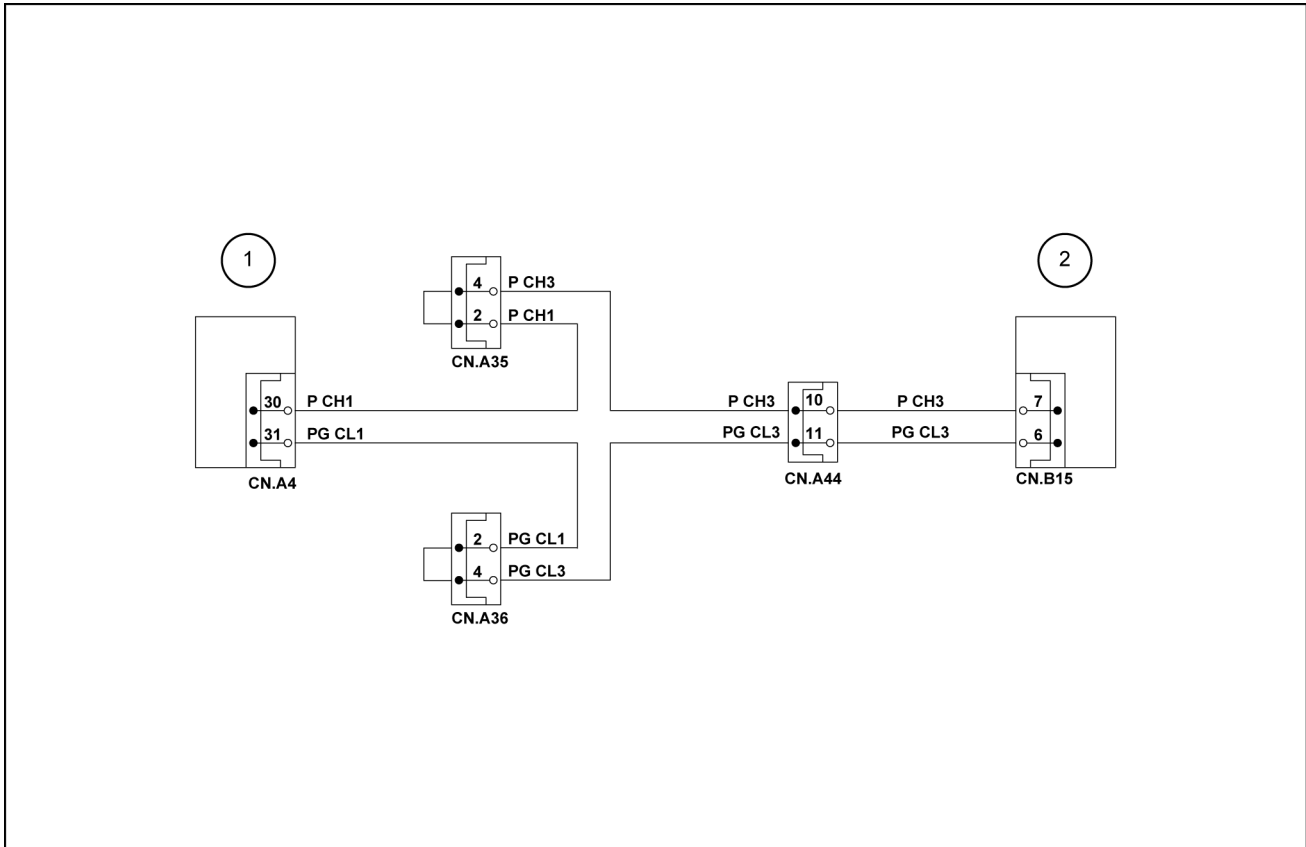 1
2
4 P CH3
2 P CH1
CN.A35
30 P CH1
31 PG CL1
CN.A4
P CH3 10 P CH3 7
PG CL3 11 PG CL3 6
CN.A44
CN.B15
2 PG CL1
4 PG CL3
CN.A36